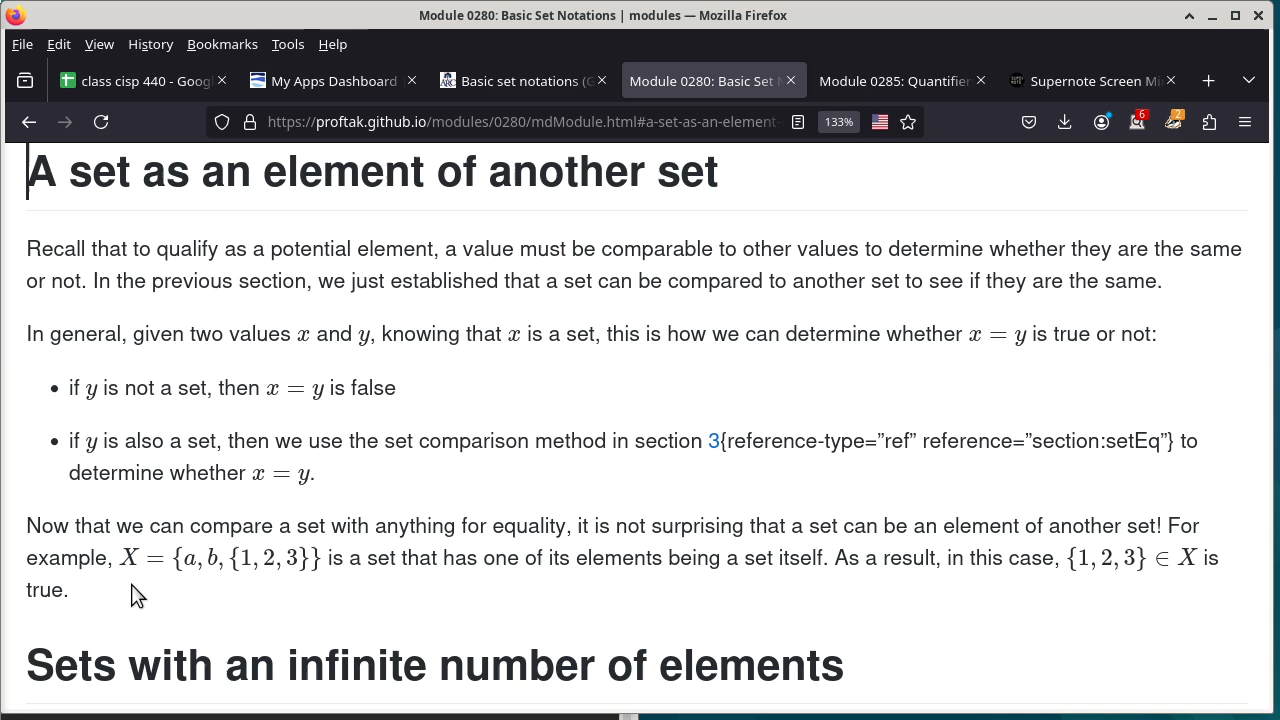 Module 0280: Basic Set Notations | modules — Mozilla Firefox
File Edit View History Bookmarks Tools Help
class cisp 440 - Googl
My Apps Dashboard
Basic set notations (G
Module 0280: Basic Set N
Module 0285: Quantifier
Supernote Screen Mi
https://proftak.github.io/modules/0280/mdModule.html#a-set-as-an-element-
133%
6
2
A set as an element of another set
Recall that to qualify as a potential element, a value must be comparable to other values to determine whether they are the same
or not. In the previous section, we just established that a set can be compared to another set to see if they are the same.
In general, given two values x and y, knowing that x is a set, this is how we can determine whether x = y is true or not:
• if y is not a set, then x = y is false
• if y is also a set, then we use the set comparison method in section 3{reference-type=”ref” reference=”section:setEq”} to
determine whether x = y.
Now that we can compare a set with anything for equality, it is not surprising that a set can be an element of another set! For
example, X = {a, b, {1, 2, 3}} is a set that has one of its elements being a set itself. As a result, in this case, {1, 2, 3} ∈ X is
true.
Sets with an infinite number of elements